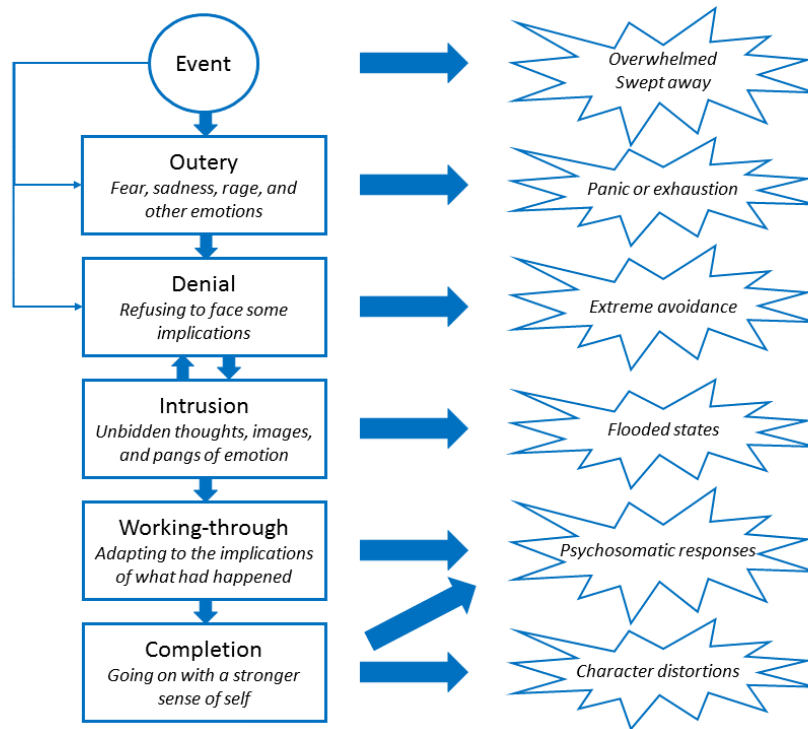 Event
Overwhelmed
Swept away
Outery
Fear, sadness, rage, and
other emotions
Panic or exhaustion
Denial
Refusing to face some
implications
Extreme avoidance
Intrusion
Unbidden thoughts, images,
and pangs of emotion
Flooded states
Working-through
Adapting to the implications
of what had happened
Psychosomatic responses
Completion
Going on with a stronger
sense of self
Character distortions